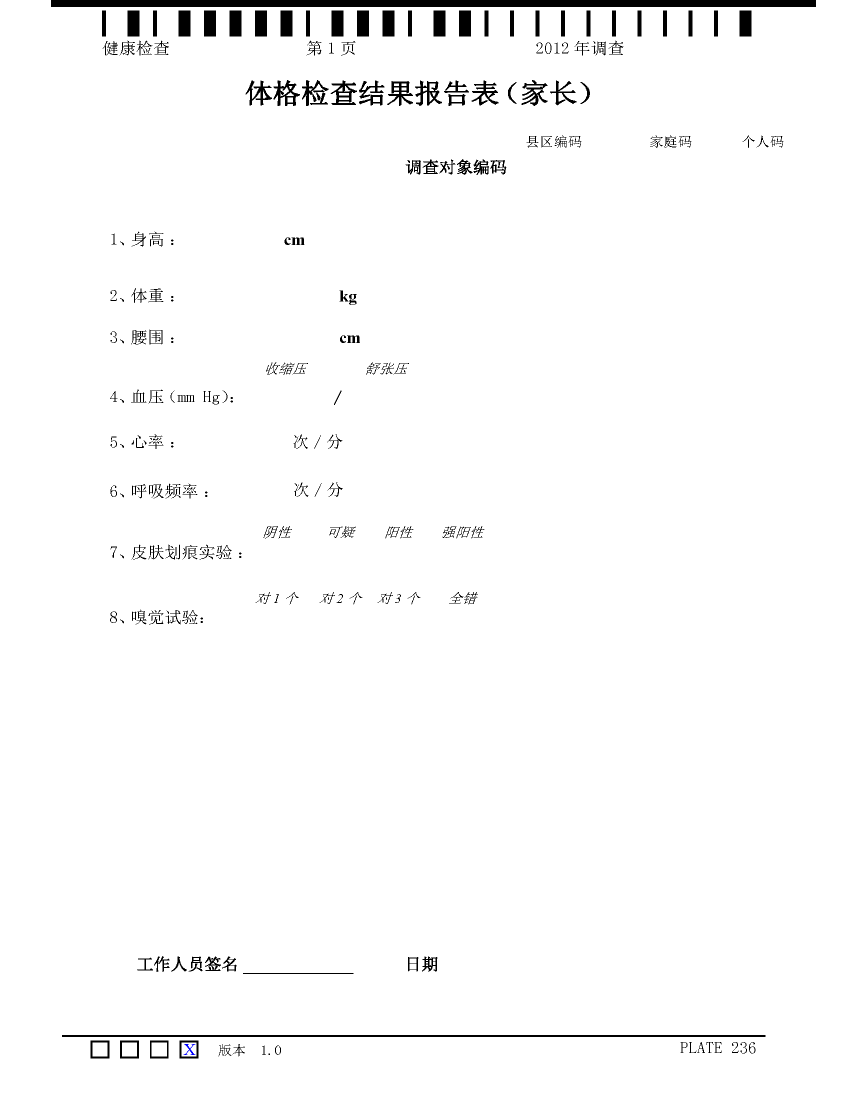 健康检查 第 1 页 2012 年调查
体格检查结果报告表（家长）
县区编码 家庭码 个人码
调查对象编码
1、身高： cm
2、体重： kg
3、腰围： cm
收缩压 舒张压
4、血压（mm Hg）： /
5、心率： 次 / 分
6、呼吸频率： 次 / 分
阴性 可疑 阳性 强阳性
7、皮肤划痕实验：
对 1 个 对 2 个 对 3 个 全错
8、嗅觉试验：
工作人员签名 日期
X 版本 1.0 PLATE 236